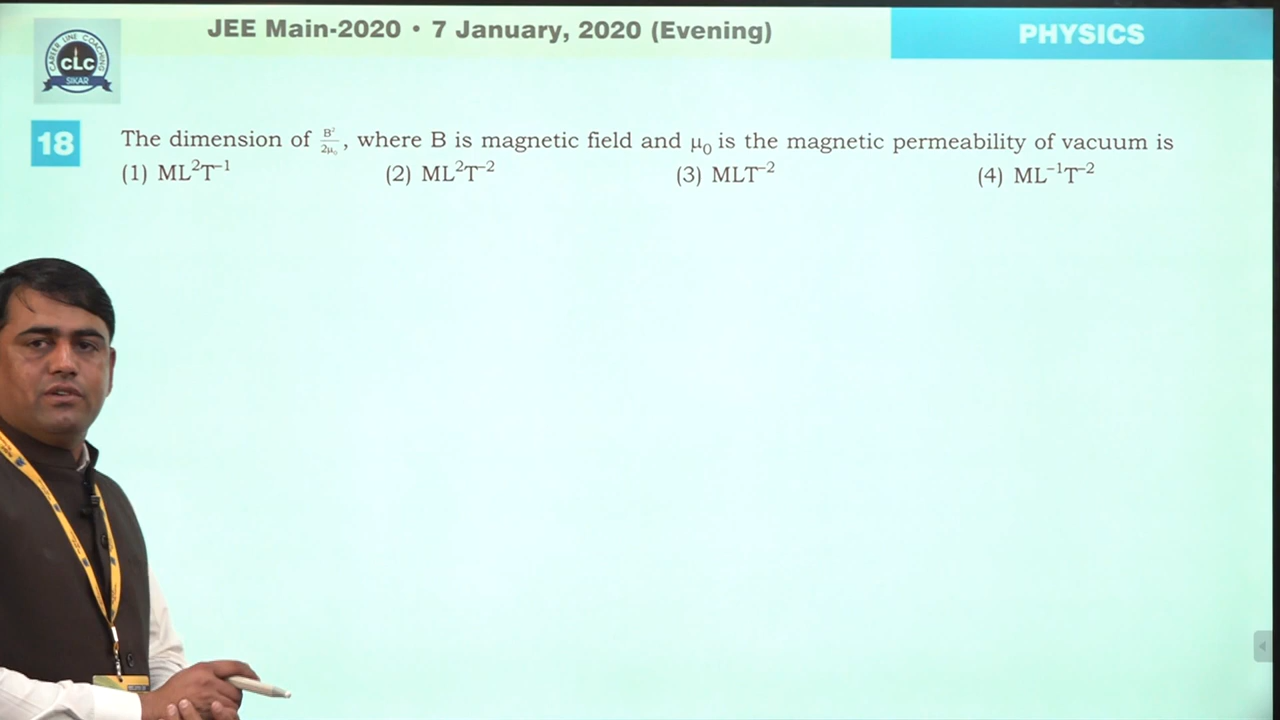 JEE Main-2020 • 7 January, 2020 (Evening)
PHYSICS
CAREER LINE COACHING
CLC
SIKAR
18 The dimension of B²/2μ₀, where B is magnetic field and μ₀ is the magnetic permeability of vacuum is
(1) ML²T⁻¹ (2) ML²T⁻² (3) MLT⁻² (4) ML⁻¹T⁻²